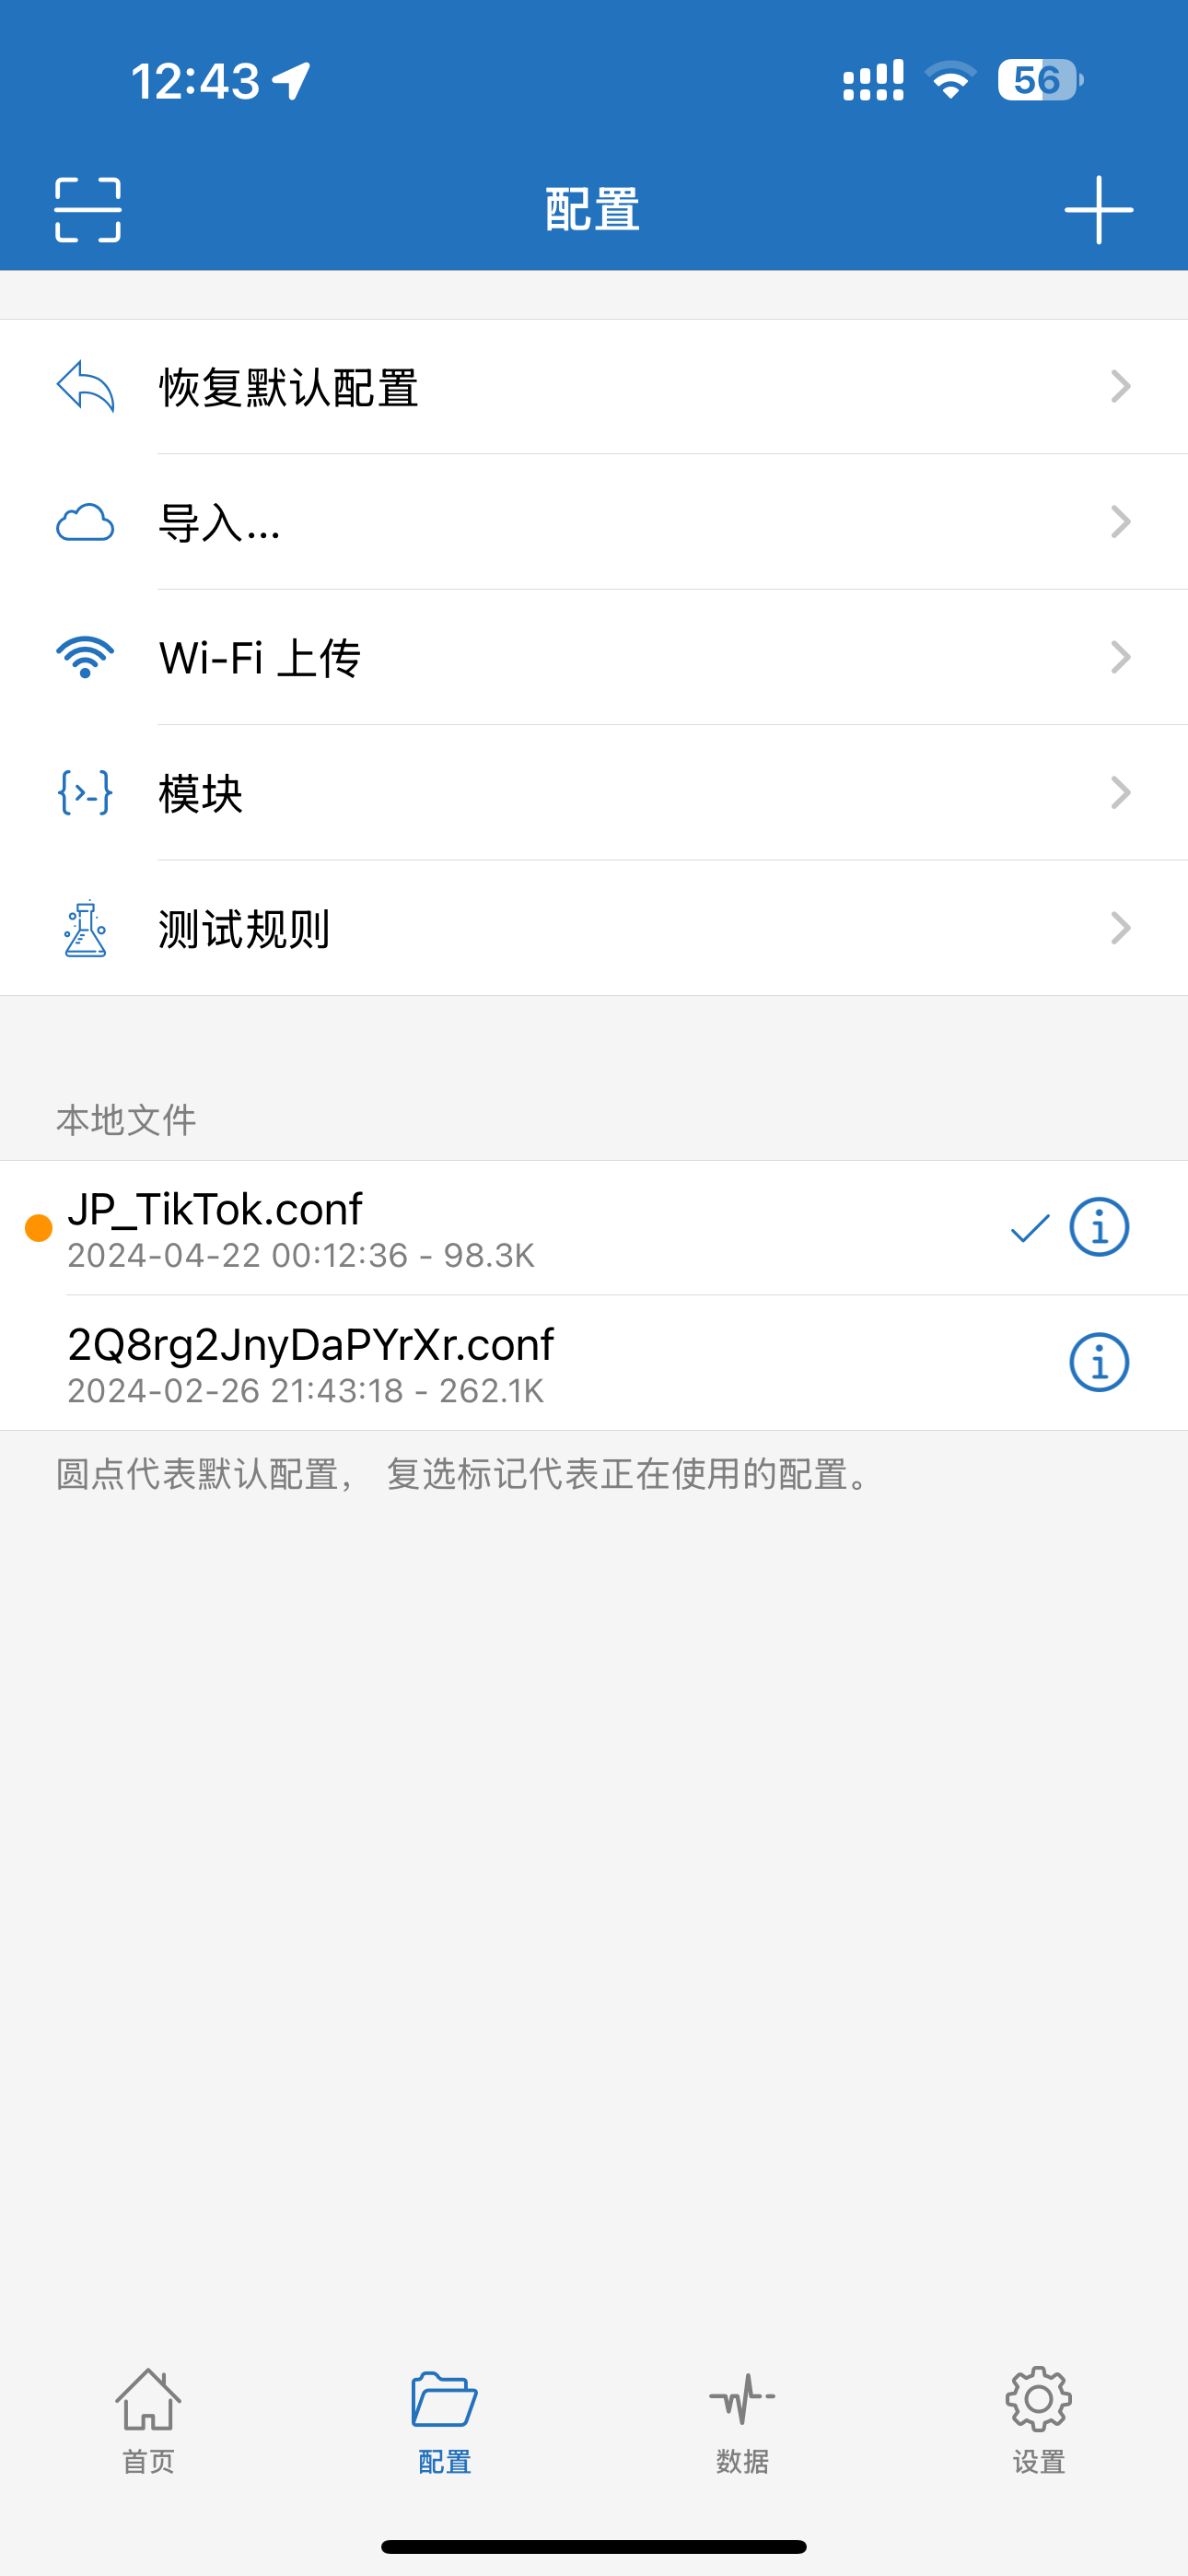 12:43
56
配置
恢复默认配置
导入...
Wi-Fi 上传
模块
测试规则
本地文件
JP_TikTok.conf
2024-04-22 00:12:36 - 98.3K
2Q8rg2JnyDaPYrXr.conf
2024-02-26 21:43:18 - 262.1K
圆点代表默认配置， 复选标记代表正在使用的配置。
首页
配置
数据
设置